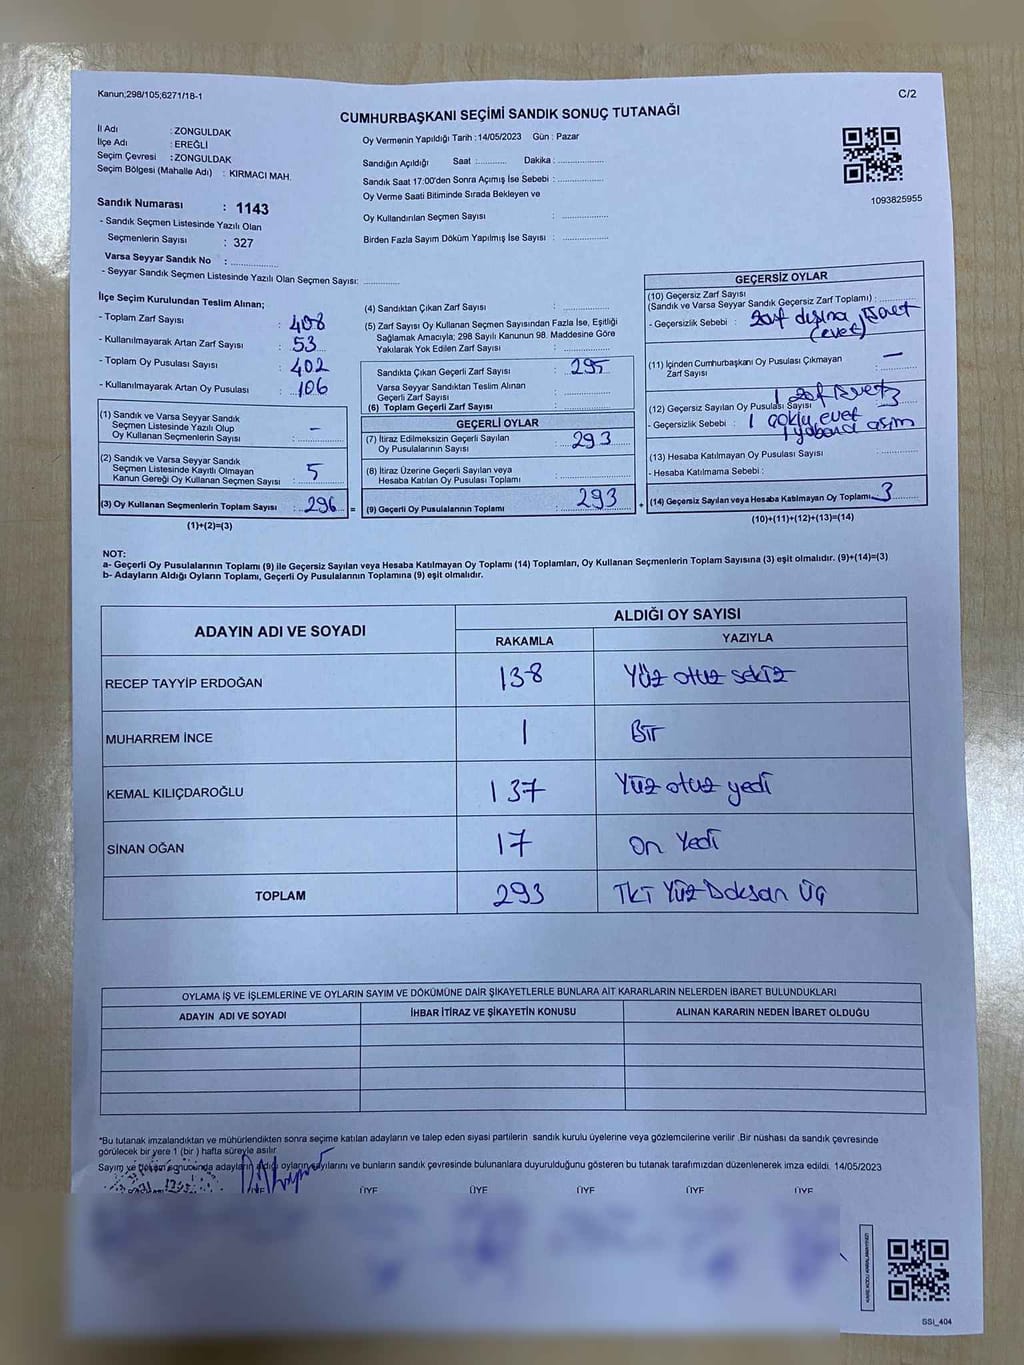 Kanun;298/105;6271/18-1
C/2
CUMHURBAŞKANI SEÇİMİ SANDIK SONUÇ TUTANAĞI
İl Adı : ZONGULDAK
İlçe Adı : EREĞLİ
Seçim Çevresi : ZONGULDAK
Seçim Bölgesi (Mahalle Adı) : KIRMACI MAH.
Sandık Numarası : 1143
- Sandık Seçmen Listesinde Yazılı Olan
Seçmenlerin Sayısı : 327
Varsa Seyyar Sandık No : ..............
- Seyyar Sandık Seçmen Listesinde Yazılı Olan Seçmen Sayısı: ..............
Oy Vermenin Yapıldığı Tarih : 14/05/2023 Gün : Pazar
Sandığın Açıldığı Saat :........... Dakika : ..............
Sandık Saat 17:00'den Sonra Açımış İse Sebebi : ..............
Oy Verme Saati Bitiminde Sırada Bekleyen ve
Oy Kullandırılan Seçmen Sayısı : ..............
Birden Fazla Sayım Döküm Yapılmış İse Sayısı : ..............
1093825955
İlçe Seçim Kurulundan Teslim Alınan;
- Toplam Zarf Sayısı : 408
- Kullanılmayarak Artan Zarf Sayısı : 53
- Toplam Oy Pusulası Sayısı : 402
- Kullanılmayarak Artan Oy Pusulası : 106
(1) Sandık ve Varsa Seyyar Sandık
Seçmen Listesinde Yazılı Olup
Oy Kullanan Seçmenlerin Sayısı : -
(2) Sandık ve Varsa Seyyar Sandık
Seçmen Listesinde Kayıtlı Olmayan
Kanun Gereği Oy Kullanan Seçmen Sayısı : 5
(3) Oy Kullanan Seçmenlerin Toplam Sayısı : 296 =
(1)+(2)=(3)
(4) Sandıktan Çıkan Zarf Sayısı : ..............
(5) Zarf Sayısı Oy Kullanan Seçmen Sayısından Fazla İse, Eşitliği
Sağlamak Amacıyla; 298 Sayılı Kanunun 98. Maddesine Göre
Yakılarak Yok Edilen Zarf Sayısı : ..............
Sandıkta Çıkan Geçerli Zarf Sayısı : 295
Varsa Seyyar Sandıktan Teslim Alınan
Geçerli Zarf Sayısı : ..............
(6) Toplam Geçerli Zarf Sayısı : ..............
GEÇERLİ OYLAR
(7) İtiraz Edilmeksizin Geçerli Sayılan
Oy Pusulalarının Sayısı : 293
(8) İtiraz Üzerine Geçerli Sayılan veya
Hesaba Katılan Oy Pusulası Toplamı : ..............
(9) Geçerli Oy Pusulalarının Toplamı : 293 +
GEÇERSİZ OYLAR
(10) Geçersiz Zarf Sayısı
(Sandık ve Varsa Seyyar Sandık Geçersiz Zarf Toplamı) : ..............
- Geçersizlik Sebebi : Zarf dışına işaret
(evet)
(11) İçinden Cumhurbaşkanı Oy Pusulası Çıkmayan
Zarf Sayısı : —
1 zarf
(12) Geçersiz Sayılan Oy Pusulası Sayısı : 3
- Geçersizlik Sebebi : 1 çoklu evet
1 yabancı
(13) Hesaba Katılmayan Oy Pusulası Sayısı : ..............
- Hesaba Katılmama Sebebi :
(14) Geçersiz Sayılan veya Hesaba Katılmayan Oy Toplamı : 3
(10)+(11)+(12)+(13)=(14)
NOT:
a- Geçerli Oy Pusulalarının Toplamı (9) ile Geçersiz Sayılan veya Hesaba Katılmayan Oy Toplamı (14) Toplamları, Oy Kullanan Seçmenlerin Toplam Sayısına (3) eşit olmalıdır. (9)+(14)=(3)
b- Adayların Aldığı Oyların Toplamı, Geçerli Oy Pusulalarının Toplamına (9) eşit olmalıdır.
ADAYIN ADI VE SOYADI ALDIĞI OY SAYISI
RAKAMLA YAZIYLA
RECEP TAYYİP ERDOĞAN 138 Yüz otuz sekiz
MUHARREM İNCE 1 Bir
KEMAL KILIÇDAROĞLU 137 Yüz otuz yedi
SİNAN OĞAN 17 On Yedi
TOPLAM 293 İki Yüz Doksan Üç
OYLAMA İŞ VE İŞLEMLERİNE VE OYLARIN SAYIM VE DÖKÜMÜNE DAİR ŞİKAYETLERLE BUNLARA AİT KARARLARIN NELERDEN İBARET BULUNDUKLARI
ADAYIN ADI VE SOYADI İHBAR İTİRAZ VE ŞİKAYETİN KONUSU ALINAN KARARIN NEDEN İBARET OLDUĞU
*Bu tutanak imzalandıktan ve mühürlendikten sonra seçime katılan adayların ve talep eden siyasi partilerin sandık kurulu üyelerine veya gözlemcilerine verilir .Bir nüshası da sandık çevresinde
görülecek bir yere 1 (bir ) hafta süreyle asılır.
Sayım ve döküm sonucunda adayların aldığı oyların sayılarını ve bunların sandık çevresinde bulunanlara duyurulduğunu gösteren bu tutanak tarafımızdan düzenlenerek imza edildi. 14/05/2023
ÜYE ÜYE ÜYE ÜYE ÜYE
SSİ_404